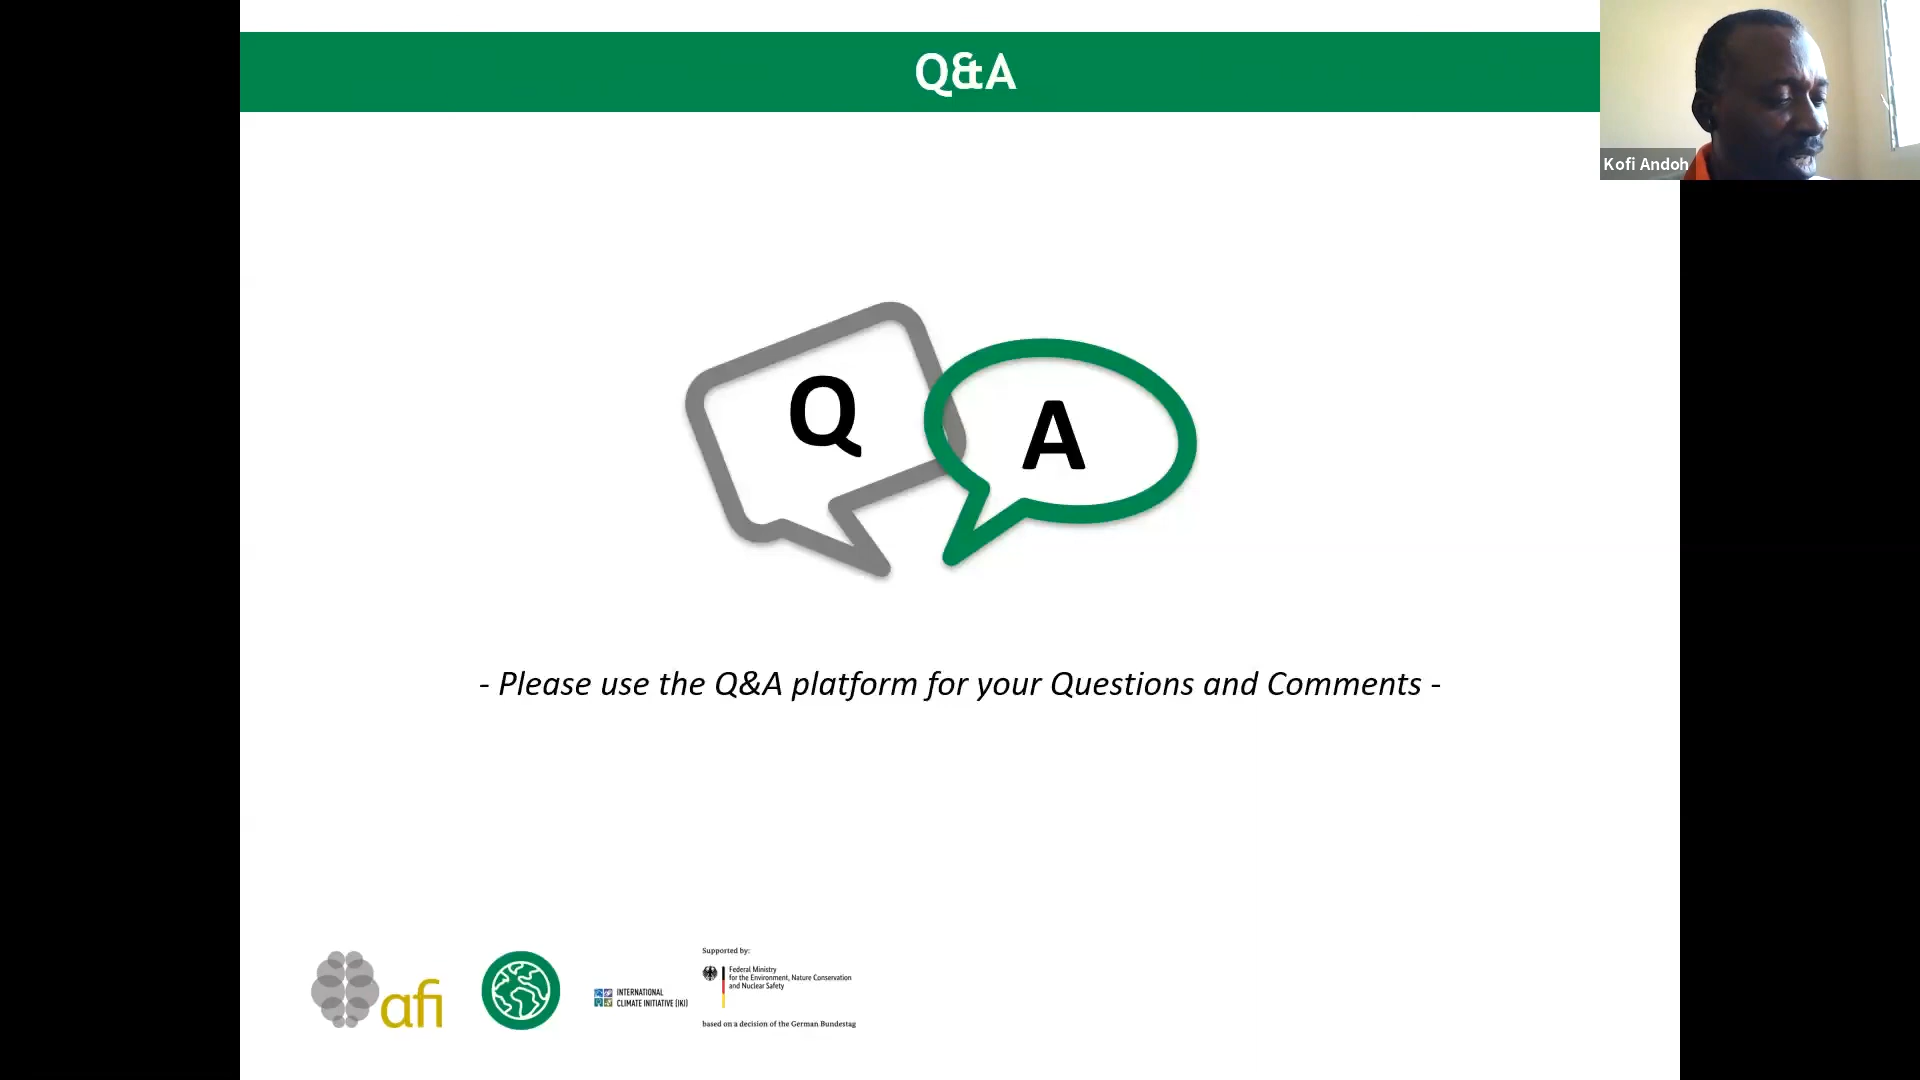 Q&A
Kofi Andoh
Q
A
- Please use the Q&A platform for your Questions and Comments -
afi
INTERNATIONAL
CLIMATE INITIATIVE (IKI)
Supported by:
Federal Ministry
for the Environment, Nature Conservation
and Nuclear Safety
based on a decision of the German Bundestag